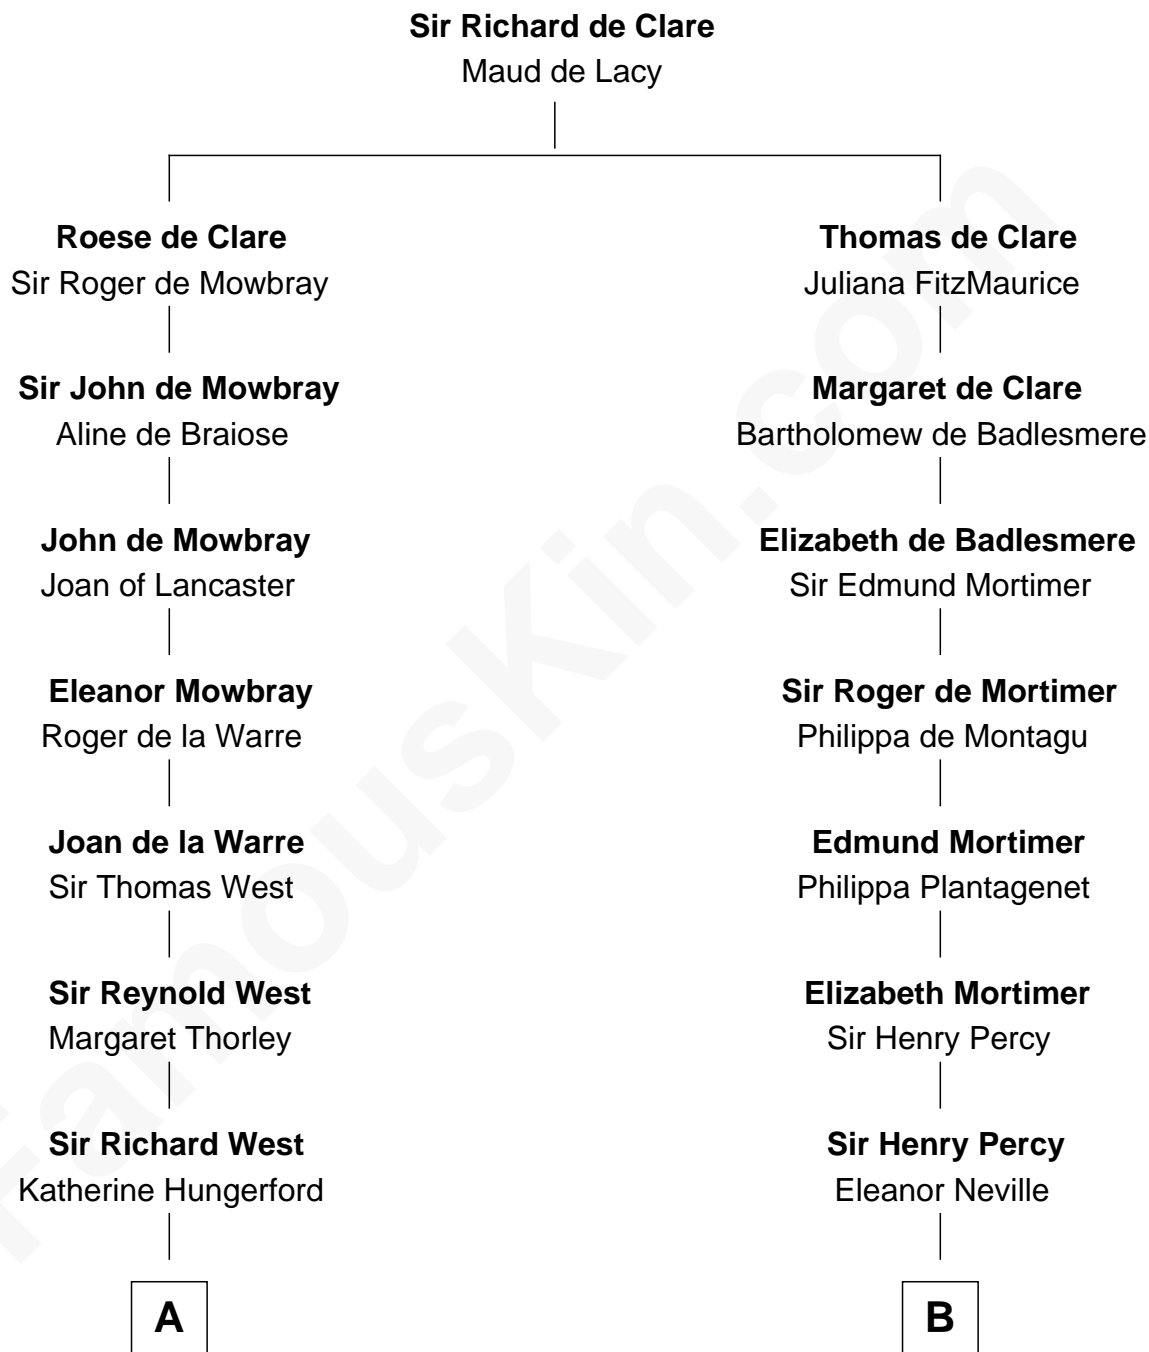 Sir Richard de Clare
Maud de Lacy
Roese de Clare
Sir Roger de Mowbray
Thomas de Clare
Juliana FitzMaurice
Sir John de Mowbray
Aline de Braiose
Margaret de Clare
Bartholomew de Badlesmere
John de Mowbray
Joan of Lancaster
Elizabeth de Badlesmere
Sir Edmund Mortimer
Eleanor Mowbray
Roger de la Warre
Sir Roger de Mortimer
Philippa de Montagu
Joan de la Warre
Sir Thomas West
Edmund Mortimer
Philippa Plantagenet
Sir Reynold West
Margaret Thorley
Elizabeth Mortimer
Sir Henry Percy
Sir Richard West
Katherine Hungerford
Sir Henry Percy
Eleanor Neville
A
B
FamousKin.com